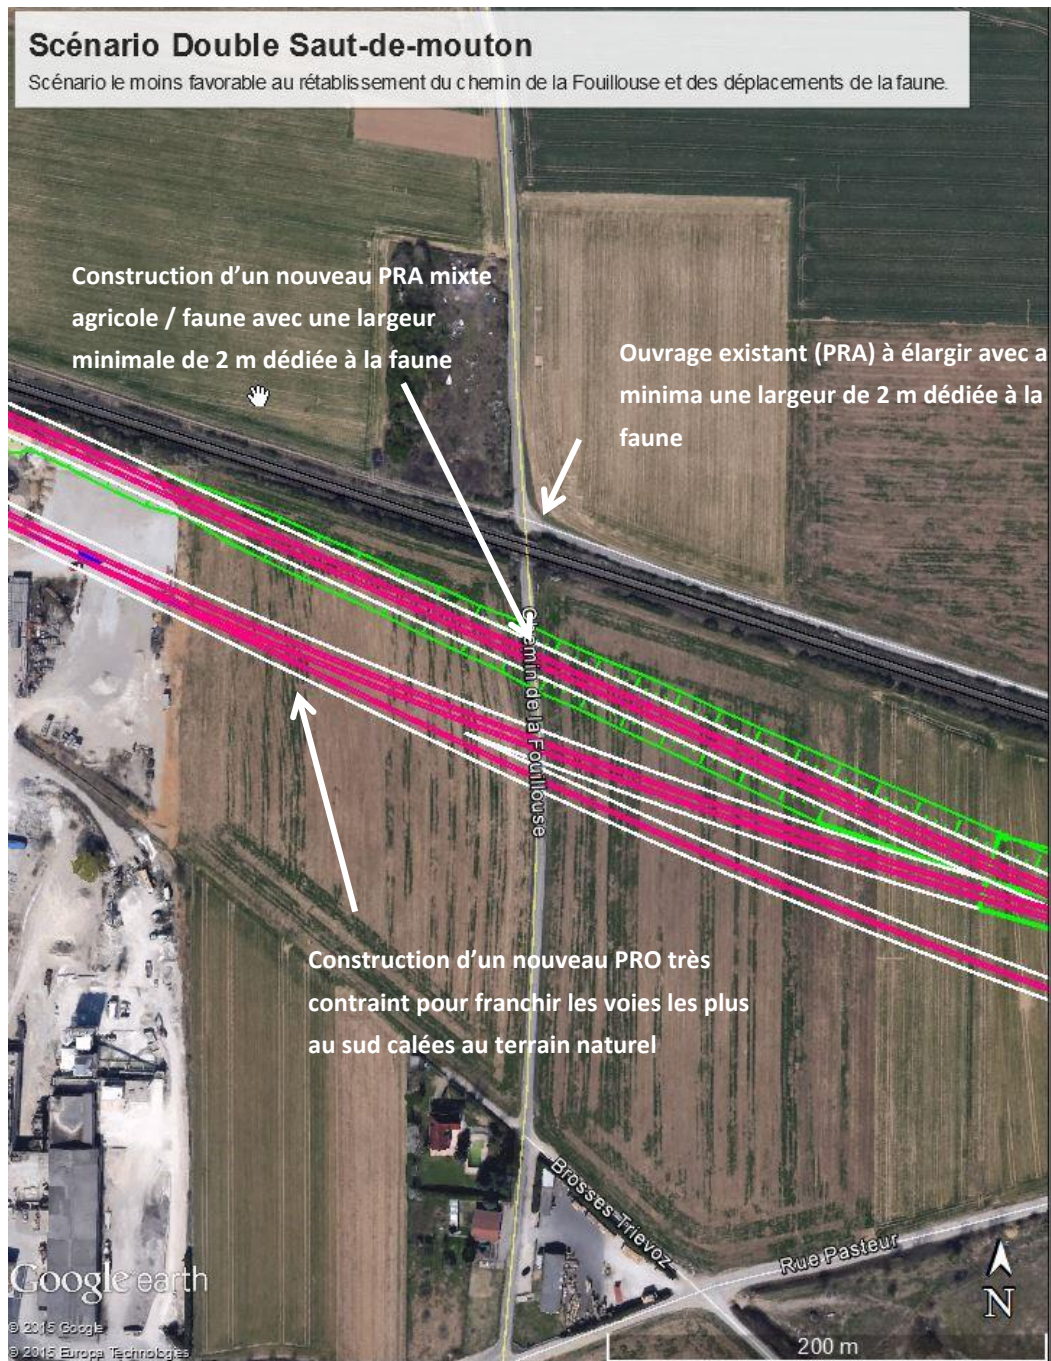 Scénario Double Saut-de-mouton
Scénario le moins favorable au rétablissement du chemin de la Fouillouse et des déplacements de la faune.
Construction d’un nouveau PRA mixte
agricole / faune avec une largeur
minimale de 2 m dédiée à la faune
Ouvrage existant (PRA) à élargir avec a
minima une largeur de 2 m dédiée à la
faune
Chemin de la Fouillouse
Construction d’un nouveau PRO très
contraint pour franchir les voies les plus
au sud calées au terrain naturel
Brosses-Trievoz
Rue Pasteur
N
Google earth
© 2015 Google
© 2015 Europa Technologies
200 m